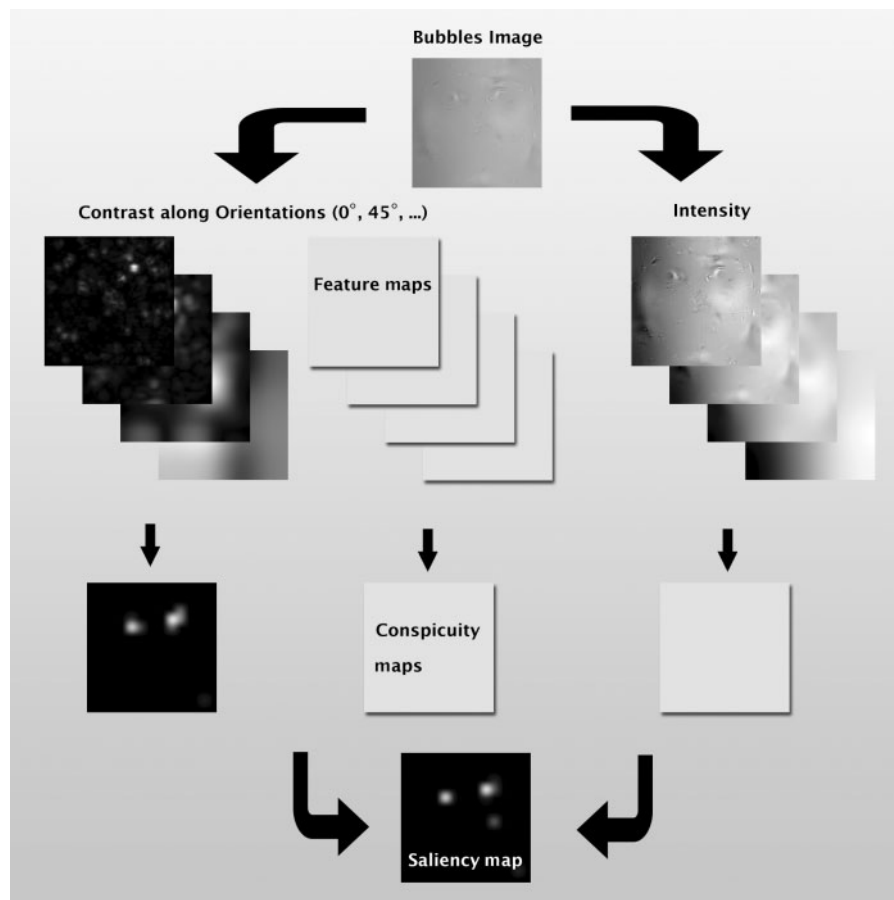 Bubbles Image
Contrast along Orientations (0°, 45°, ...)
Intensity
Feature maps
Conspicuity
maps
Saliency map